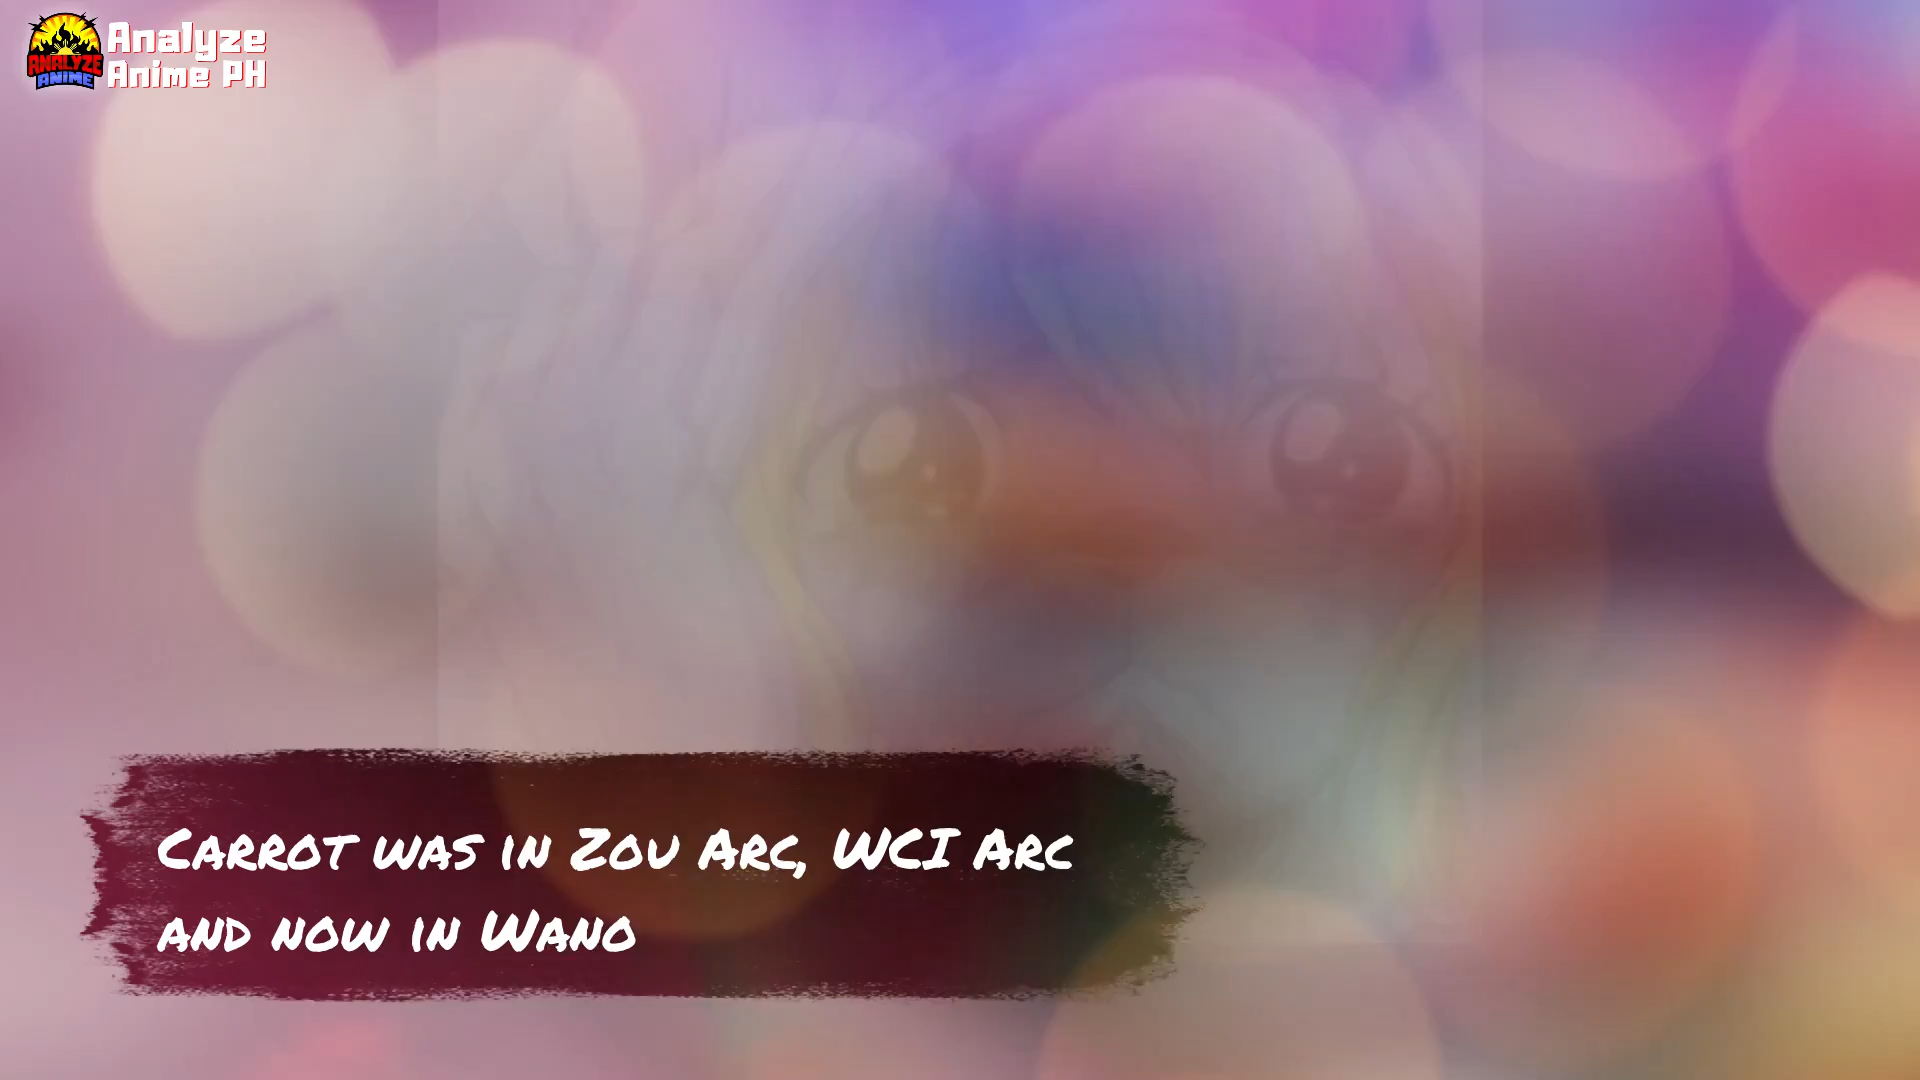 ANALYZE
ANIME
Analyze
Anime PH
Carrot was in Zou Arc, WCI Arc
and now in Wano